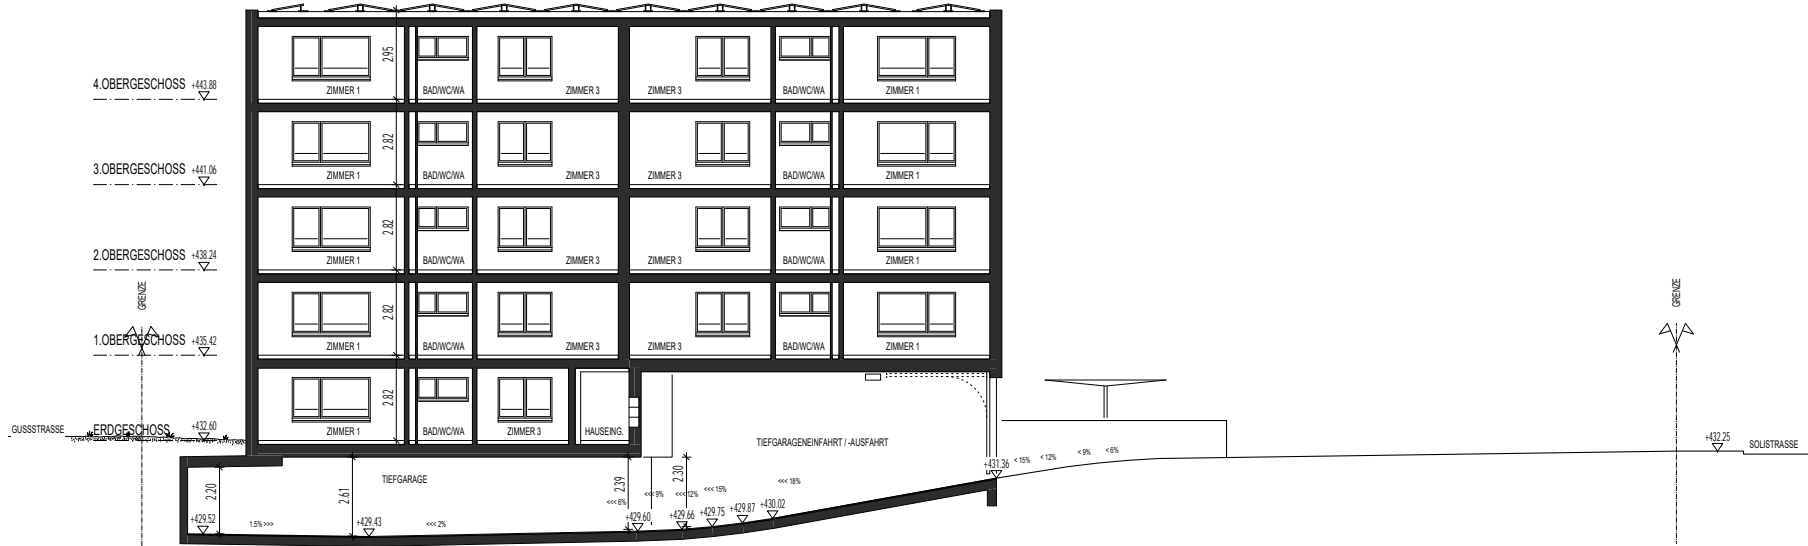 2.95
4.OBERGESCHOSS +443.88
ZIMMER 1 BAD/WC/WA ZIMMER 3 ZIMMER 3 BAD/WC/WA ZIMMER 1
2.82
3.OBERGESCHOSS +441.06
ZIMMER 1 BAD/WC/WA ZIMMER 3 ZIMMER 3 BAD/WC/WA ZIMMER 1
2.82
2.OBERGESCHOSS +438.24
ZIMMER 1 BAD/WC/WA ZIMMER 3 ZIMMER 3 BAD/WC/WA ZIMMER 1
GRENZE
GRENZE
2.82
1.OBERGESCHOSS +435.42
ZIMMER 1 BAD/WC/WA ZIMMER 3 ZIMMER 3 BAD/WC/WA ZIMMER 1
2.82
GUSSSTRASSE ERDGESCHOSS +432.60
ZIMMER 1 BAD/WC/WA ZIMMER 3 HAUSEING.
TIEFGARAGENEINFAHRT / -AUSFAHRT
+432.25 SOLISTRASSE
+431.36 < 15% < 12% < 9% < 6%
TIEFGARAGE
2.20 2.61 2.39 2.30
<<< 6% <<< 9% <<< 12% <<< 15% <<< 18%
+429.52 1.5% >>> +429.43 <<< 2% +429.60 +429.66 +429.75 +429.87 +430.02